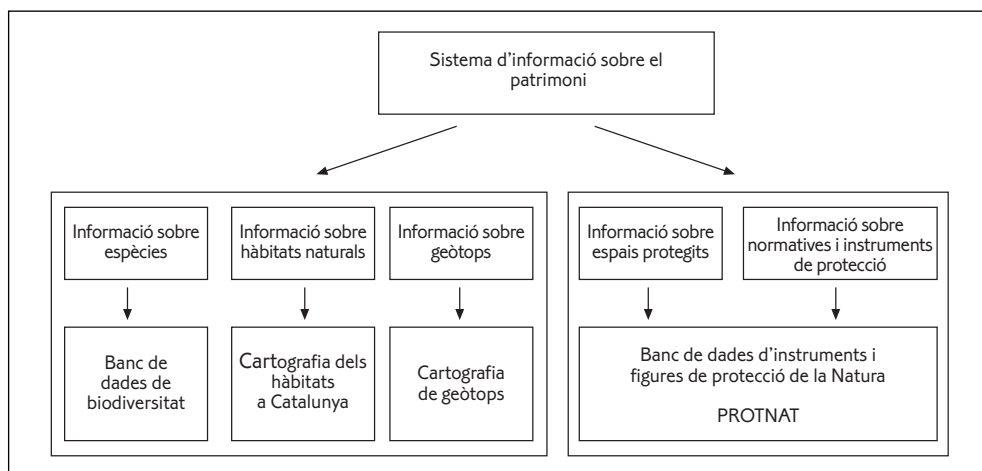 Sistema d’informació sobre el
patrimoni
Informació sobre
espècies
Informació sobre
hàbitats naturals
Informació sobre
geòtops
Informació sobre
espais protegits
Informació sobre
normatives i instruments
de protecció
Banc de
dades de
biodiversitat
Cartografia dels
hàbitats
a Catalunya
Cartografia
de geòtops
Banc de dades d’instruments i
figures de protecció de la Natura
PROTNAT